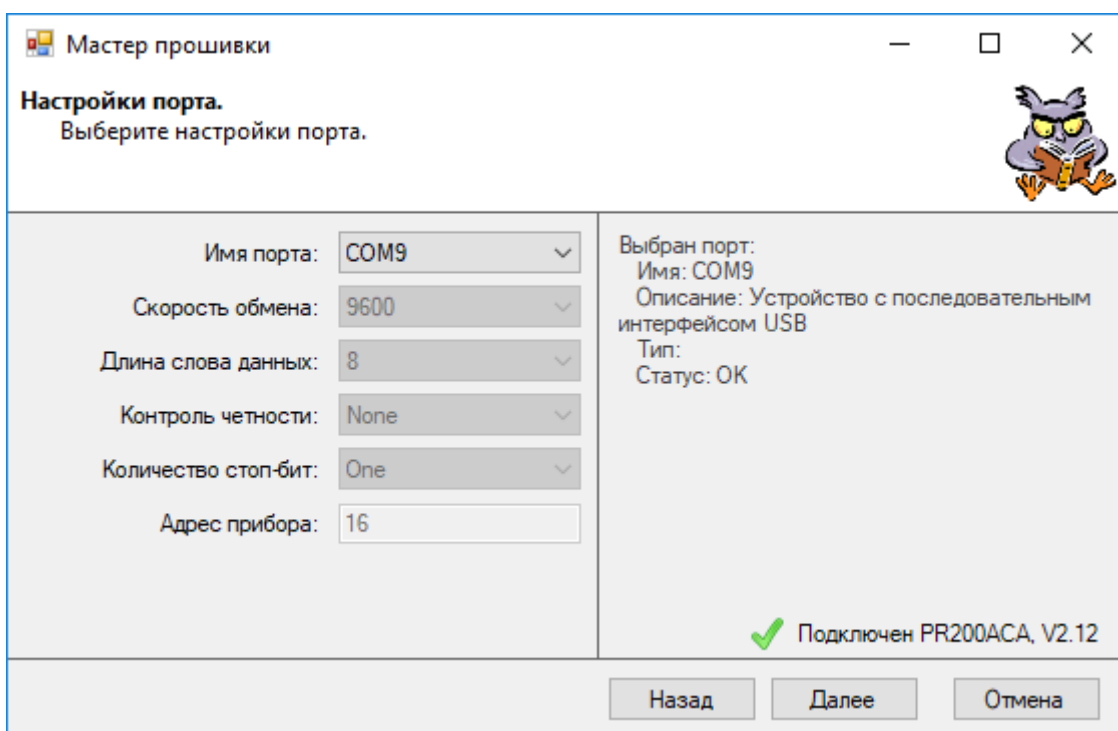 Мастер прошивки
Настройки порта.
Выберите настройки порта.
Имя порта: COM9
Скорость обмена: 9600
Длина слова данных: 8
Контроль четности: None
Количество стоп-бит: One
Адрес прибора: 16
Выбран порт:
Имя: COM9
Описание: Устройство с последовательным
интерфейсом USB
Тип:
Статус: OK
Подключен PR200ACA, V2.12
Назад Далее Отмена